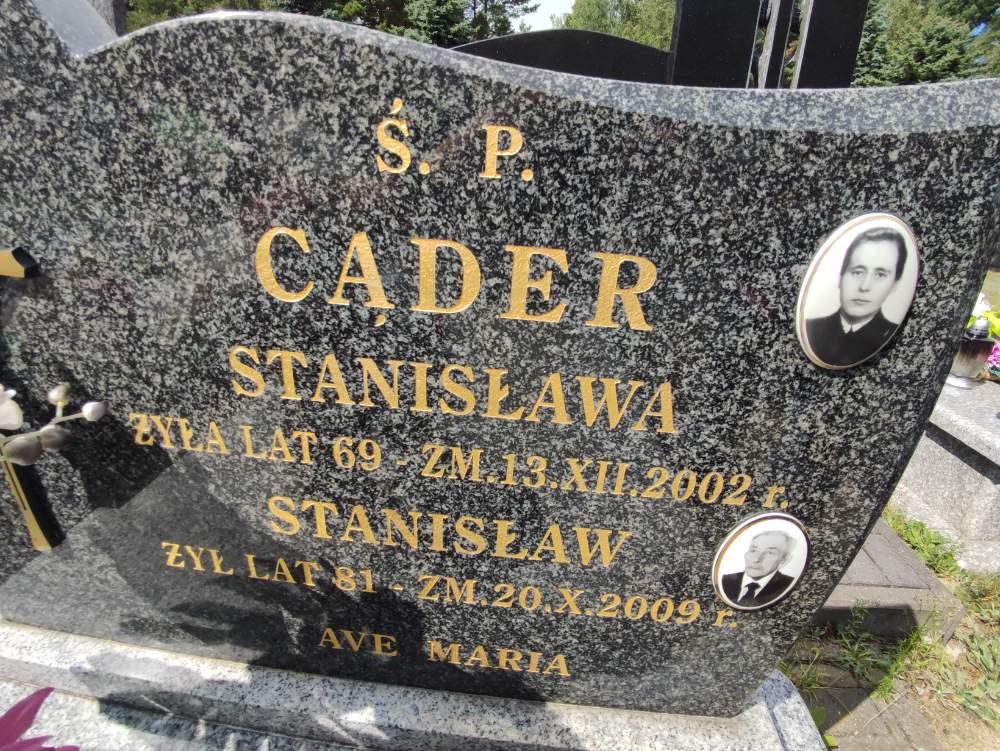 Ś. P.
CĄDER
STANISŁAWA
ŻYŁA LAT 69 - ZM.13.XII.2002 r.
STANISŁAW
ŻYŁ LAT 81 - ZM.20.X.2009 r.
AVE MARIA